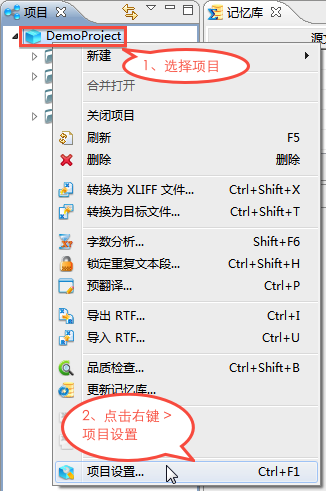 项目
记忆库
DemoProject
源
新建
1、选择项目
合并打开
关闭项目
刷新 F5
删除 删除
转换为 XLIFF 文件... Ctrl+Shift+X
转换为目标文件... Ctrl+Shift+T
字数分析... Shift+F6
锁定重复文本段... Ctrl+Shift+H
预翻译... Ctrl+P
导出 RTF... Ctrl+I
导入 RTF... Ctrl+U
品质检查... Ctrl+Shift+B
更新记忆库...
2、点击右键 >
项目设置
项目设置... Ctrl+F1